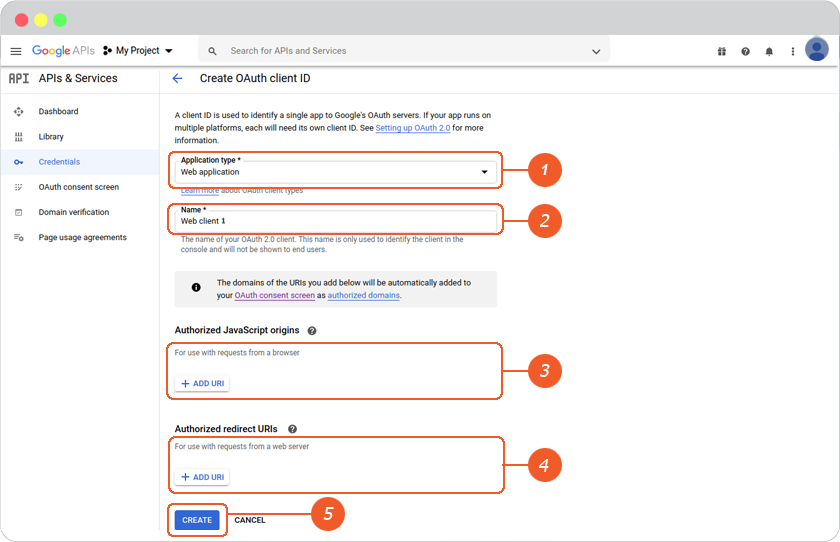 Google APIs
My Project
Search for APIs and Services
API APIs & Services
Create OAuth client ID
Dashboard
Library
Credentials
OAuth consent screen
Domain verification
Page usage agreements
A client ID is used to identify a single app to Google's OAuth servers. If your app runs on
multiple platforms, each will need its own client ID. See Setting up OAuth 2.0 for more
information.
Application type *
Web application
1
Learn more about OAuth client types
Name *
Web client 1
2
The name of your OAuth 2.0 client. This name is only used to identify the client in the
console and will not be shown to end users.
The domains of the URIs you add below will be automatically added to
your OAuth consent screen as authorized domains.
Authorized JavaScript origins
For use with requests from a browser
+ ADD URI
3
Authorized redirect URIs
For use with requests from a web server
+ ADD URI
4
CREATE
CANCEL
5